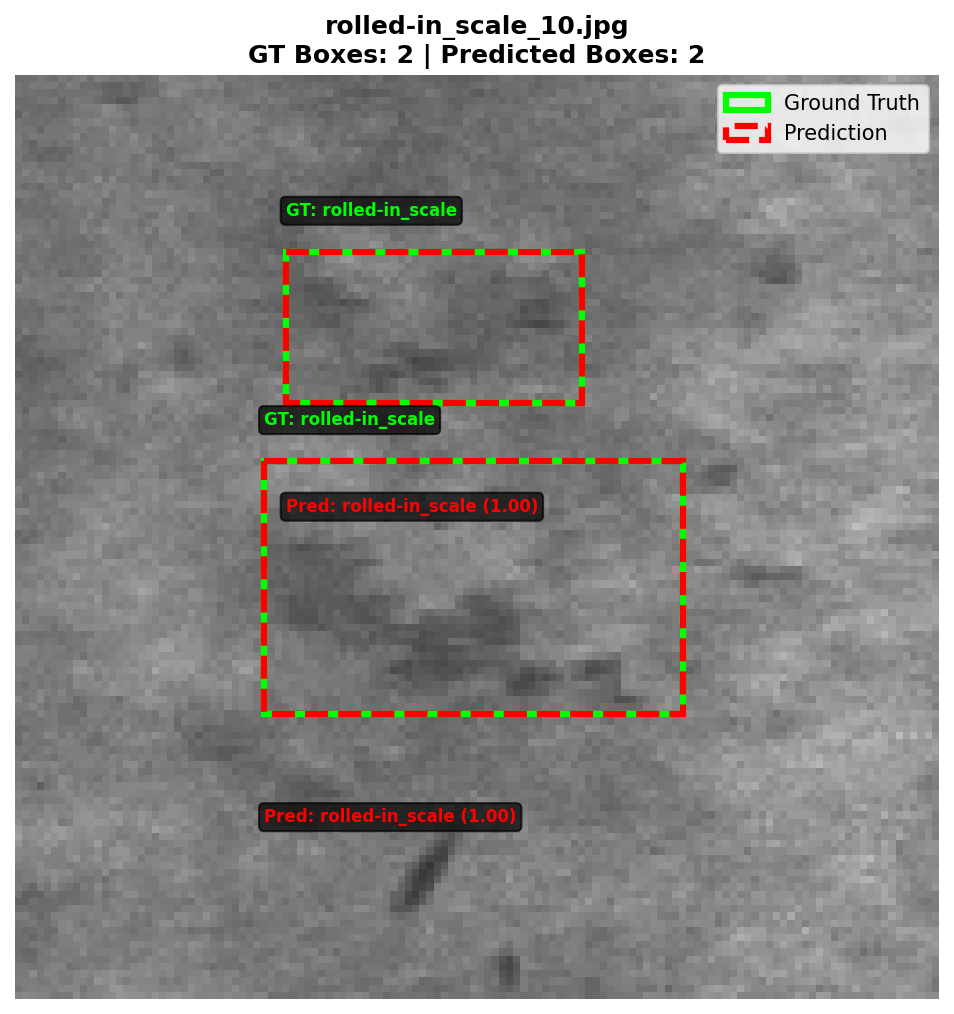 rolled-in_scale_10.jpg
GT Boxes: 2 | Predicted Boxes: 2
Ground Truth
Prediction
GT: rolled-in_scale
GT: rolled-in_scale
Pred: rolled-in_scale (1.00)
Pred: rolled-in_scale (1.00)